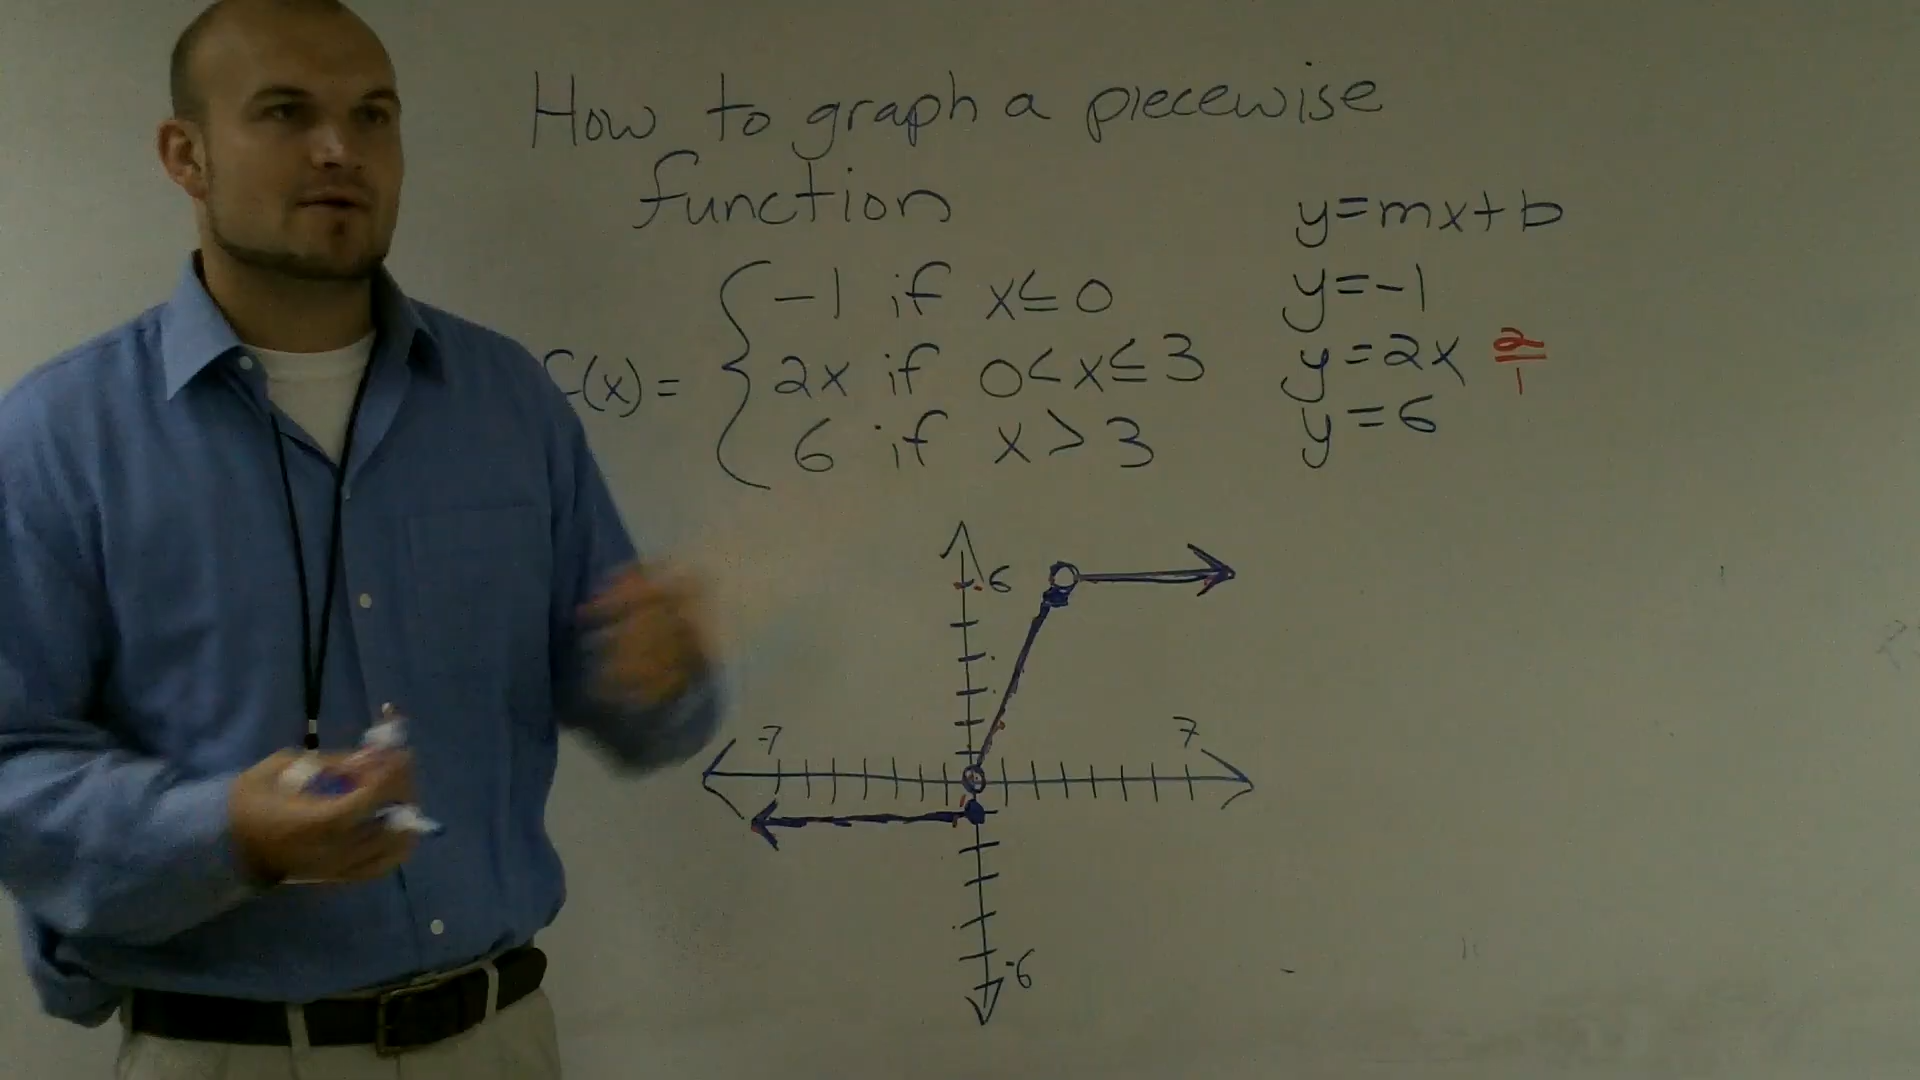 How to graph a piecewise
function
y=mx+b
-1 if x≤0
y=-1
f(x)= 2x if 0<x≤3
y=2x 2/1
6 if x>3
y=6
6
-7
7
-6